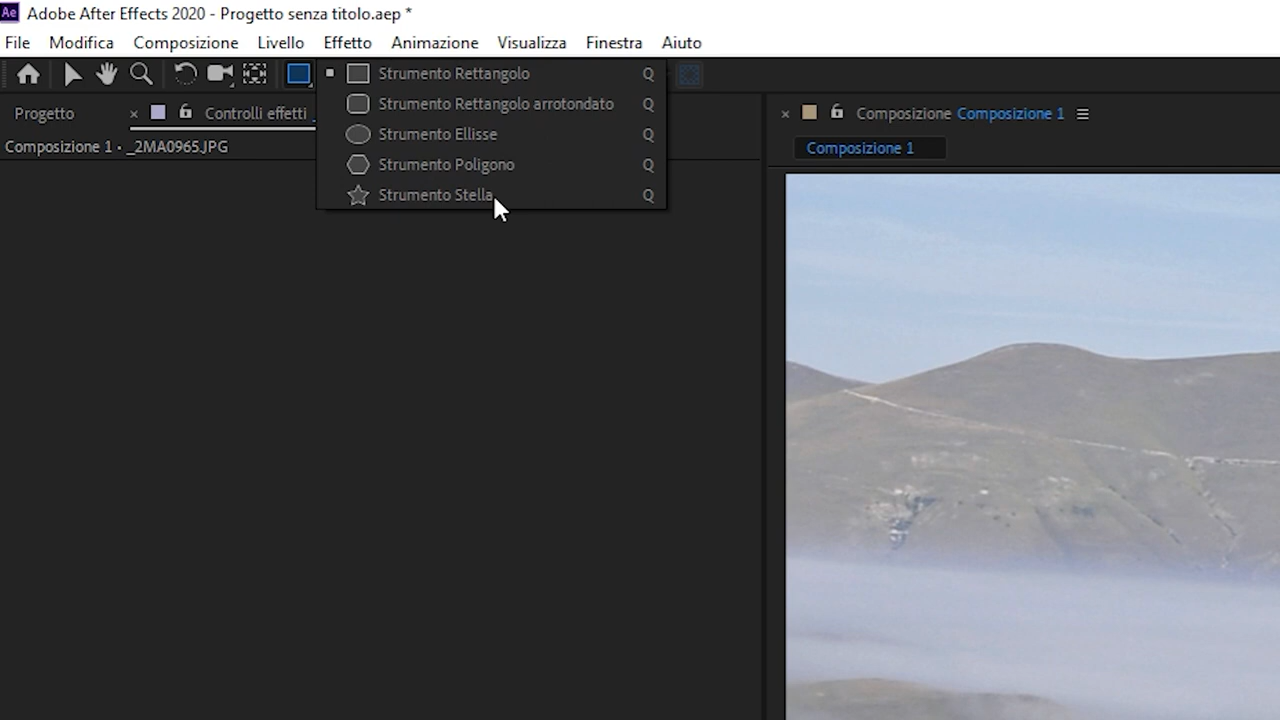 Ae Adobe After Effects 2020 - Progetto senza titolo.aep *
File Modifica Composizione Livello Effetto Animazione Visualizza Finestra Aiuto
Strumento Rettangolo Q
Strumento Rettangolo arrotondato Q
Strumento Ellisse Q
Strumento Poligono Q
Strumento Stella Q
Progetto × Controlli effetti
Composizione 1 · _2MA0965.JPG
× Composizione Composizione 1
Composizione 1